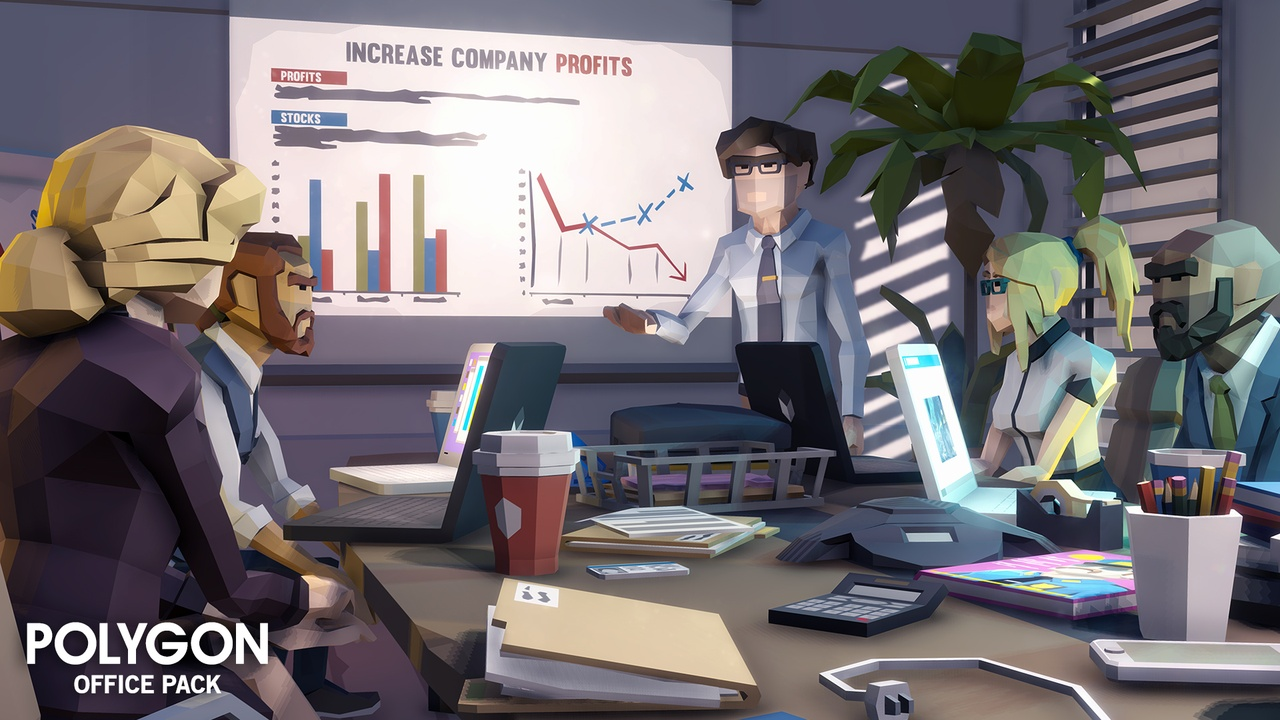 INCREASE COMPANY PROFITS
PROFITS
STOCKS
POLYGON
OFFICE PACK